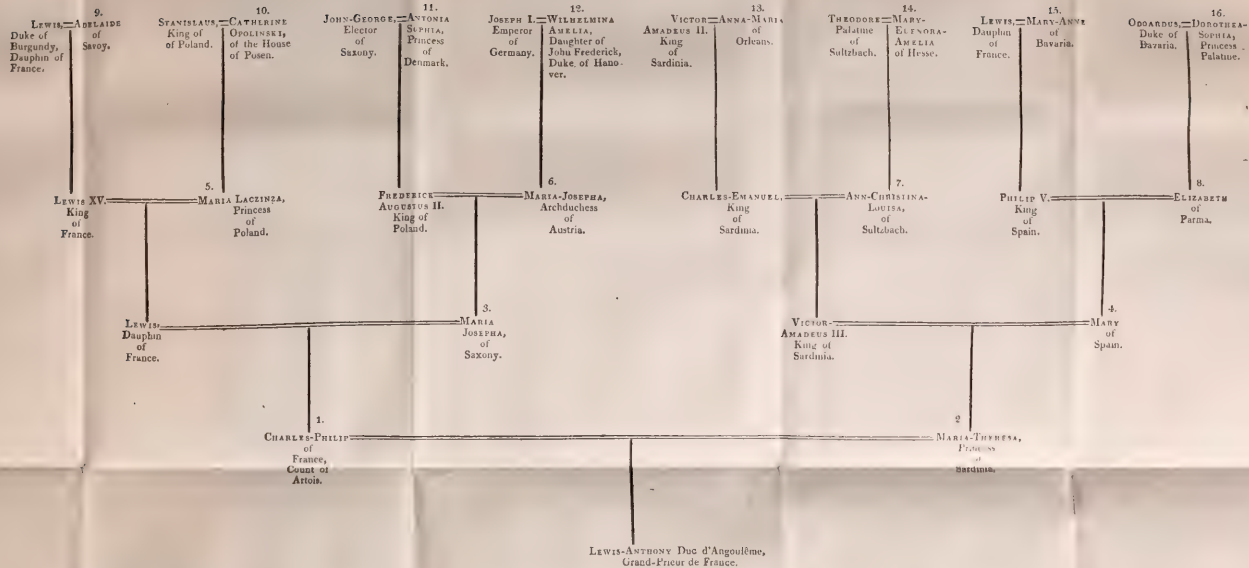 9.
LEWIS,=ADELAIDE
Duke of of
Burgundy, Savoy.
Dauphin of
France.
10.
STANISLAUS,=CATHRINE
King of OPOLINSKI,
of Poland. of the House
of Posen.
11.
JOHN-GEORGE,=ANTONIA
Elector SOPHIA,
of Princess
Saxony. of
Denmark.
12.
JOSEPH I.=WILHELMINA
Emperor AMELIA,
of Daughter of
Germany. John Frederick,
Duke of Hano-
ver.
13.
VICTOR=ANNA-MARIA
AMADEUS II. of
King Orleans.
of
Sardinia.
14.
THEODORE=MARY-
Palatine ELENORA-
of AMELIA
Sultzbach. of Hesse.
15.
LEWIS,=MARY-ANNE
Dauphin of
of Bavaria.
France.
16.
ODOARDUS,=DOROTHEA-
Duke of SOPHIA,
Bavaria. Princess
Palatine.
5.
LEWIS XV. MARIA LACZINZA,
King Princess
of of
France. Poland.
6.
FREDERICK MARIA-JOSEPHA,
AUGUSTUS II. Archduchess
King of of
Poland. Austria.
7.
CHARLES-EMANUEL, ANN-CHRISTINA-
King LOUISA,
of of
Sardinia. Sultzbach.
8.
PHILIP V. ELIZABETH
King of
of Parma.
Spain.
3.
LEWIS, MARIA
Dauphin JOSEPHA,
of of
France. Saxony.
4.
VICTOR- MARY
AMADEUS III. of
King of Spain.
Sardinia.
1.
CHARLES-PHILIP
of
France,
Count of
Artois.
2
MARIA-THERESA,
Princess
of
Sardinia.
LEWIS-ANTHONY Duc d'Angoulême,
Grand-Prieur de France.